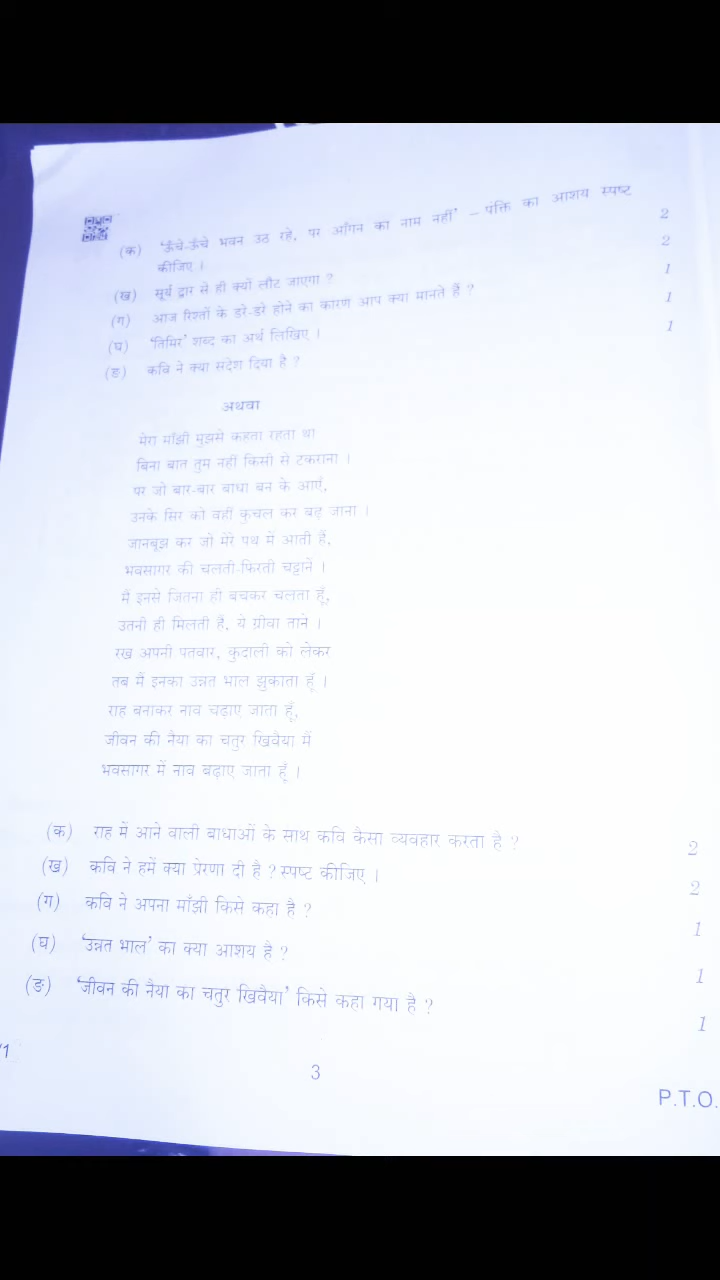 (क) 'ऊँचे-ऊँचे भवन उठ रहे, पर आँगन का नाम नहीं' – पंक्ति का आशय स्पष्ट
कीजिए । 2
(ख) सूर्य द्वार से ही क्यों लौट जाएगा ? 2
(ग) आज रिश्तों के डरे-डरे होने का कारण आप क्या मानते हैं ? 1
(घ) 'तिमिर' शब्द का अर्थ लिखिए । 1
(ङ) कवि ने क्या संदेश दिया है ? 1
अथवा
मेरा माँझी मुझसे कहता रहता था
बिना बात तुम नहीं किसी से टकराना ।
पर जो बार-बार बाधा बन के आएँ,
उनके सिर को वहीं कुचल कर बढ़ जाना ।
जानबूझ कर जो मेरे पथ में आती हैं,
भवसागर की चलती-फिरती चट्टानें ।
मैं इनसे जितना ही बचकर चलता हूँ,
उतनी ही मिलती हैं, ये ग्रीवा ताने ।
रख अपनी पतवार, कुदाली को लेकर
तब मैं इनका उन्नत भाल झुकाता हूँ ।
राह बनाकर नाव चढ़ाए जाता हूँ,
जीवन की नैया का चतुर खिवैया मैं
भवसागर में नाव बढ़ाए जाता हूँ ।
(क) राह में आने वाली बाधाओं के साथ कवि कैसा व्यवहार करता है ? 2
(ख) कवि ने हमें क्या प्रेरणा दी है ? स्पष्ट कीजिए । 2
(ग) कवि ने अपना माँझी किसे कहा है ? 1
(घ) 'उन्नत भाल' का क्या आशय है ? 1
(ङ) 'जीवन की नैया का चतुर खिवैया' किसे कहा गया है ? 1
/1
3
P.T.O.